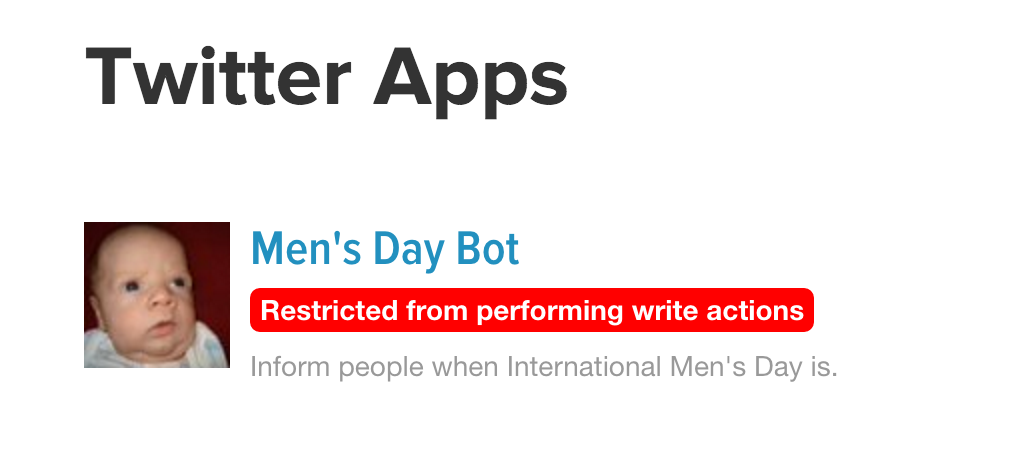 Twitter Apps
Men's Day Bot
Restricted from performing write actions
Inform people when International Men's Day is.